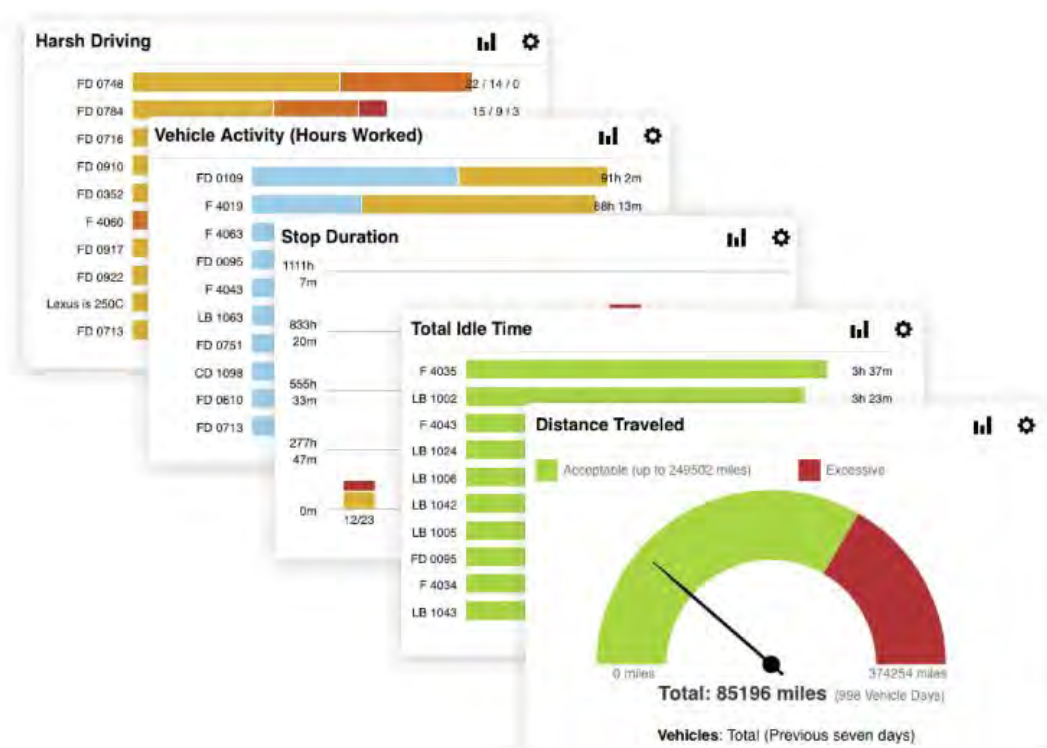 Harsh Driving
FD 0748
22 / 14 / 0
FD 0784
15 / 9 / 3
FD 0716
FD 0910
FD 0352
F 4060
FD 0917
FD 0922
Lexus is 250C
FD 0713
Vehicle Activity (Hours Worked)
FD 0109
91h 2m
F 4019
88h 13m
F 4063
FD 0095
F 4043
LB 1063
FD 0751
CD 1098
FD 0610
FD 0713
Stop Duration
1111h
7m
833h
20m
555h
33m
277h
47m
0m
12/23
Total Idle Time
F 4035
3h 37m
LB 1002
3h 23m
F 4043
LB 1024
LB 1006
LB 1042
LB 1005
FD 0095
F 4034
LB 1043
Distance Traveled
Acceptable (up to 249502 miles)
Excessive
0 miles
374254 miles
Total: 85196 miles (998 Vehicle Days)
Vehicles: Total (Previous seven days)